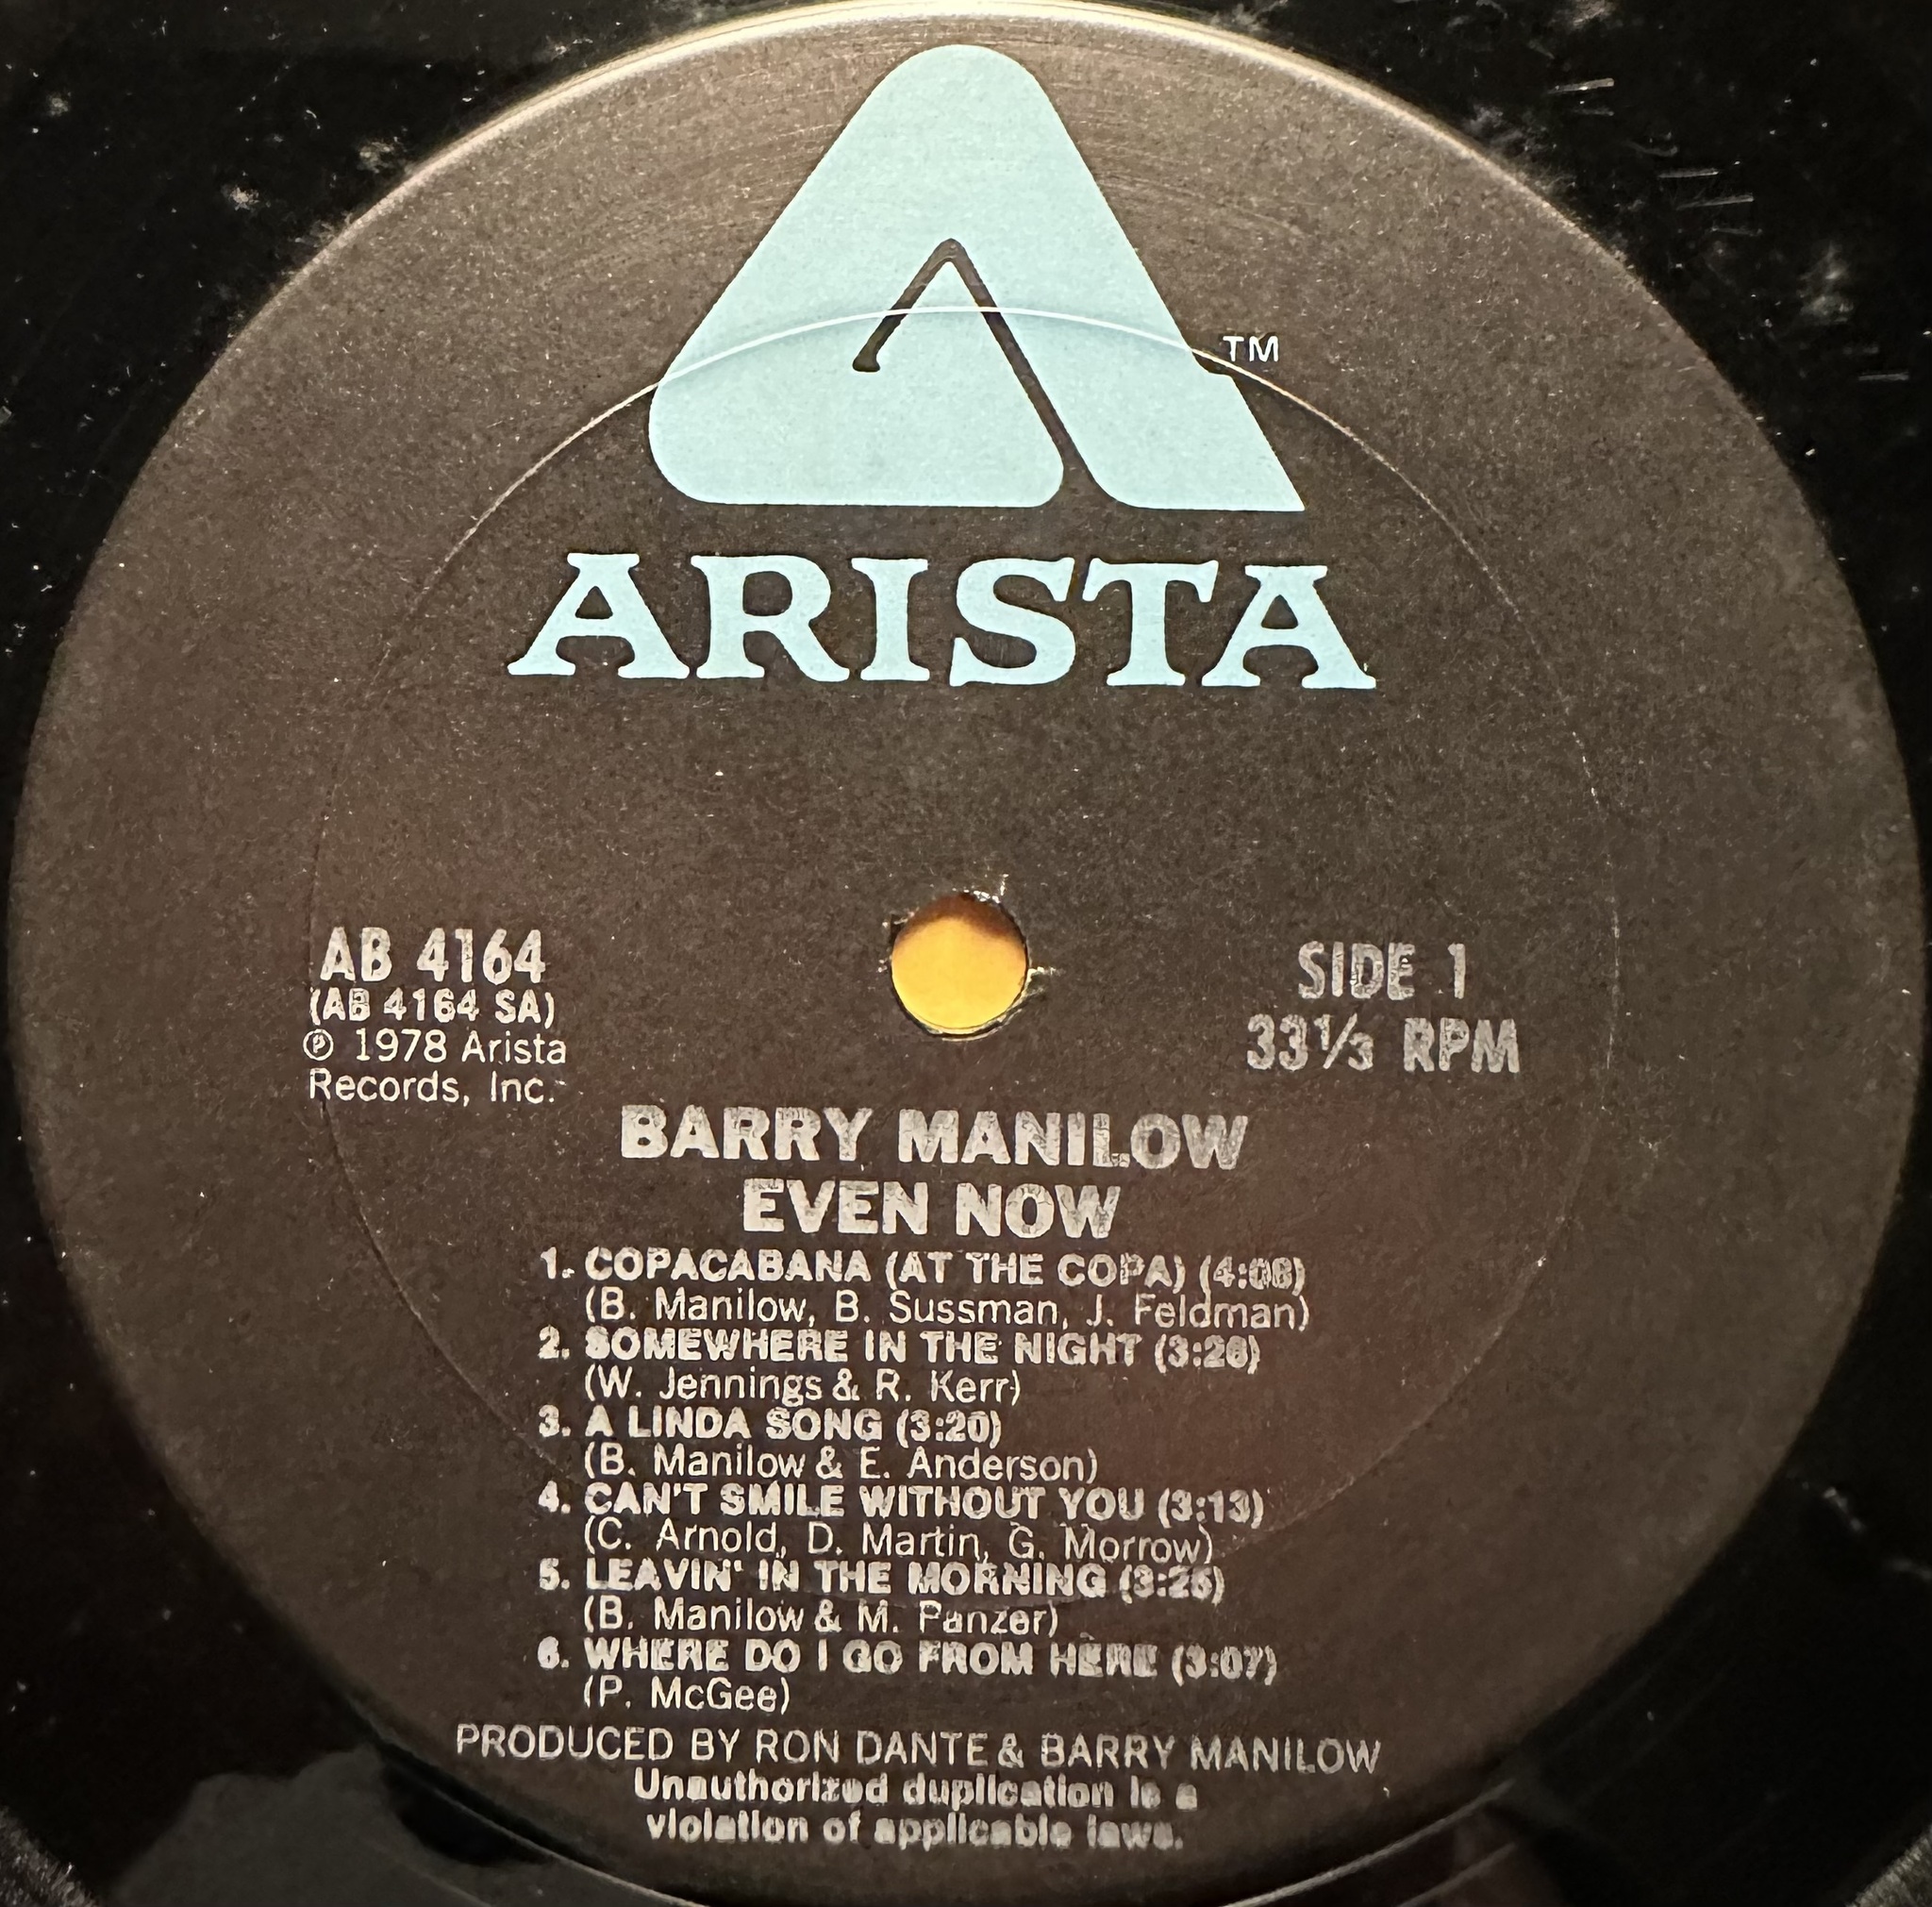 TM
ARISTA
AB 4164
(AB 4164 SA)
℗ 1978 Arista
Records, Inc.
SIDE 1
33⅓ RPM
BARRY MANILOW
EVEN NOW
1. COPACABANA (AT THE COPA) (4:08)
(B. Manilow, B. Sussman, J. Feldman)
2. SOMEWHERE IN THE NIGHT (3:26)
(W. Jennings & R. Kerr)
3. A LINDA SONG (3:20)
(B. Manilow & E. Anderson)
4. CAN'T SMILE WITHOUT YOU (3:13)
(C. Arnold, D. Martin, G. Morrow)
5. LEAVIN' IN THE MORNING (3:25)
(B. Manilow & M. Panzer)
6. WHERE DO I GO FROM HERE (3:07)
(P. McGee)
PRODUCED BY RON DANTE & BARRY MANILOW
Unauthorized duplication is a
violation of applicable laws.